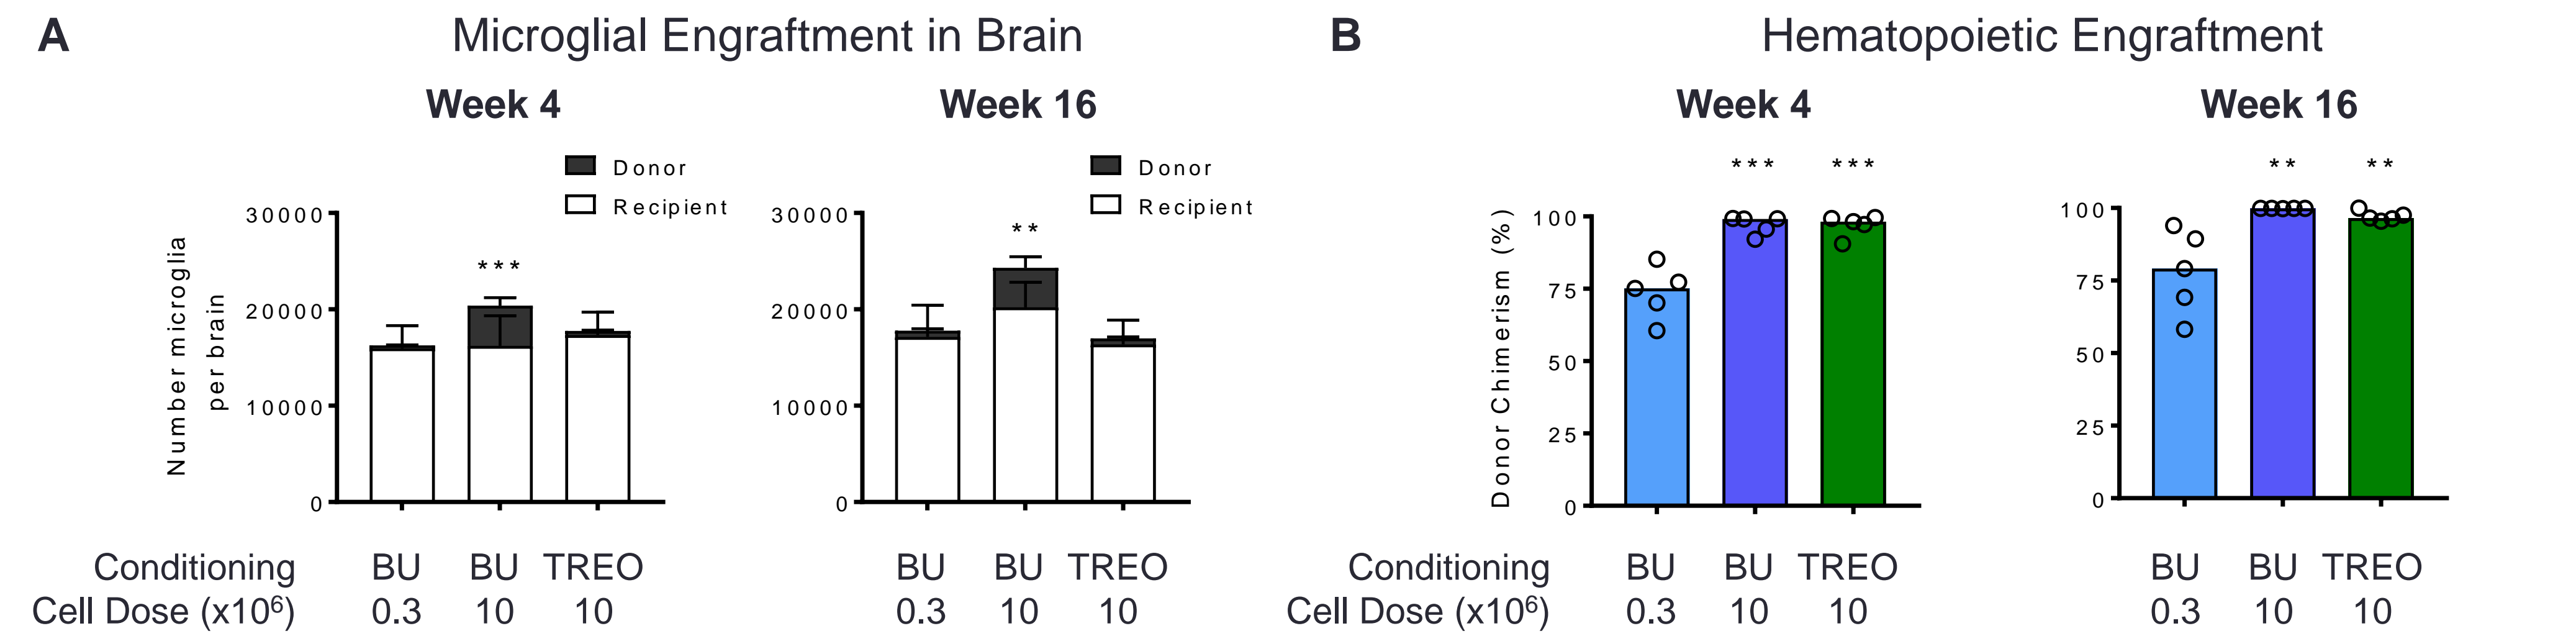 A
Microglial Engraftment in Brain
Week 4
Week 16
Donor
Recipient
Donor
Recipient
Number microglia
per brain
30000
20000
10000
0
***
30000
20000
10000
0
**
Conditioning BU BU TREO BU BU TREO
Cell Dose (x10⁶) 0.3 10 10 0.3 10 10
B
Hematopoietic Engraftment
Week 4
Week 16
Donor Chimerism (%)
100
75
50
25
0
*** ***
100
75
50
25
0
** **
Conditioning BU BU TREO BU BU TREO
Cell Dose (x10⁶) 0.3 10 10 0.3 10 10